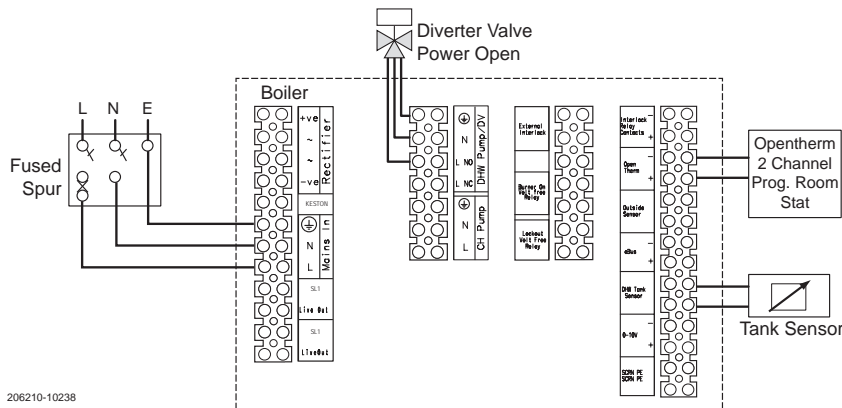 Diverter Valve
Power Open
Boiler
L N E
Fused
Spur
+ve
~
~
-ve
Rectifier
KESTON
N
L
Mains In
SL1
Live Out
SL1
LiveOut
N
L NO
L NC
DHW Pump/DV
N
L
CH Pump
External
Interlock
Burner On
Volt Free
Relay
Lockout
Volt Free
Relay
Interlock
Relay
Contacts
-
+
Open
Therm
-
+
Outside
Sensor
eBus
-
+
DHW Tank
Sensor
0-10V
-
+
SCRN PE
SCRN PE
Opentherm
2 Channel
Prog. Room
Stat
Tank Sensor
206210-10238